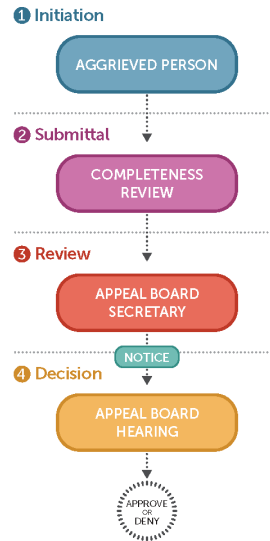 1 Initiation
AGGRIEVED PERSON
2 Submittal
COMPLETENESS
REVIEW
3 Review
APPEAL BOARD
SECRETARY
NOTICE
4 Decision
APPEAL BOARD
HEARING
APPROVE
OR
DENY